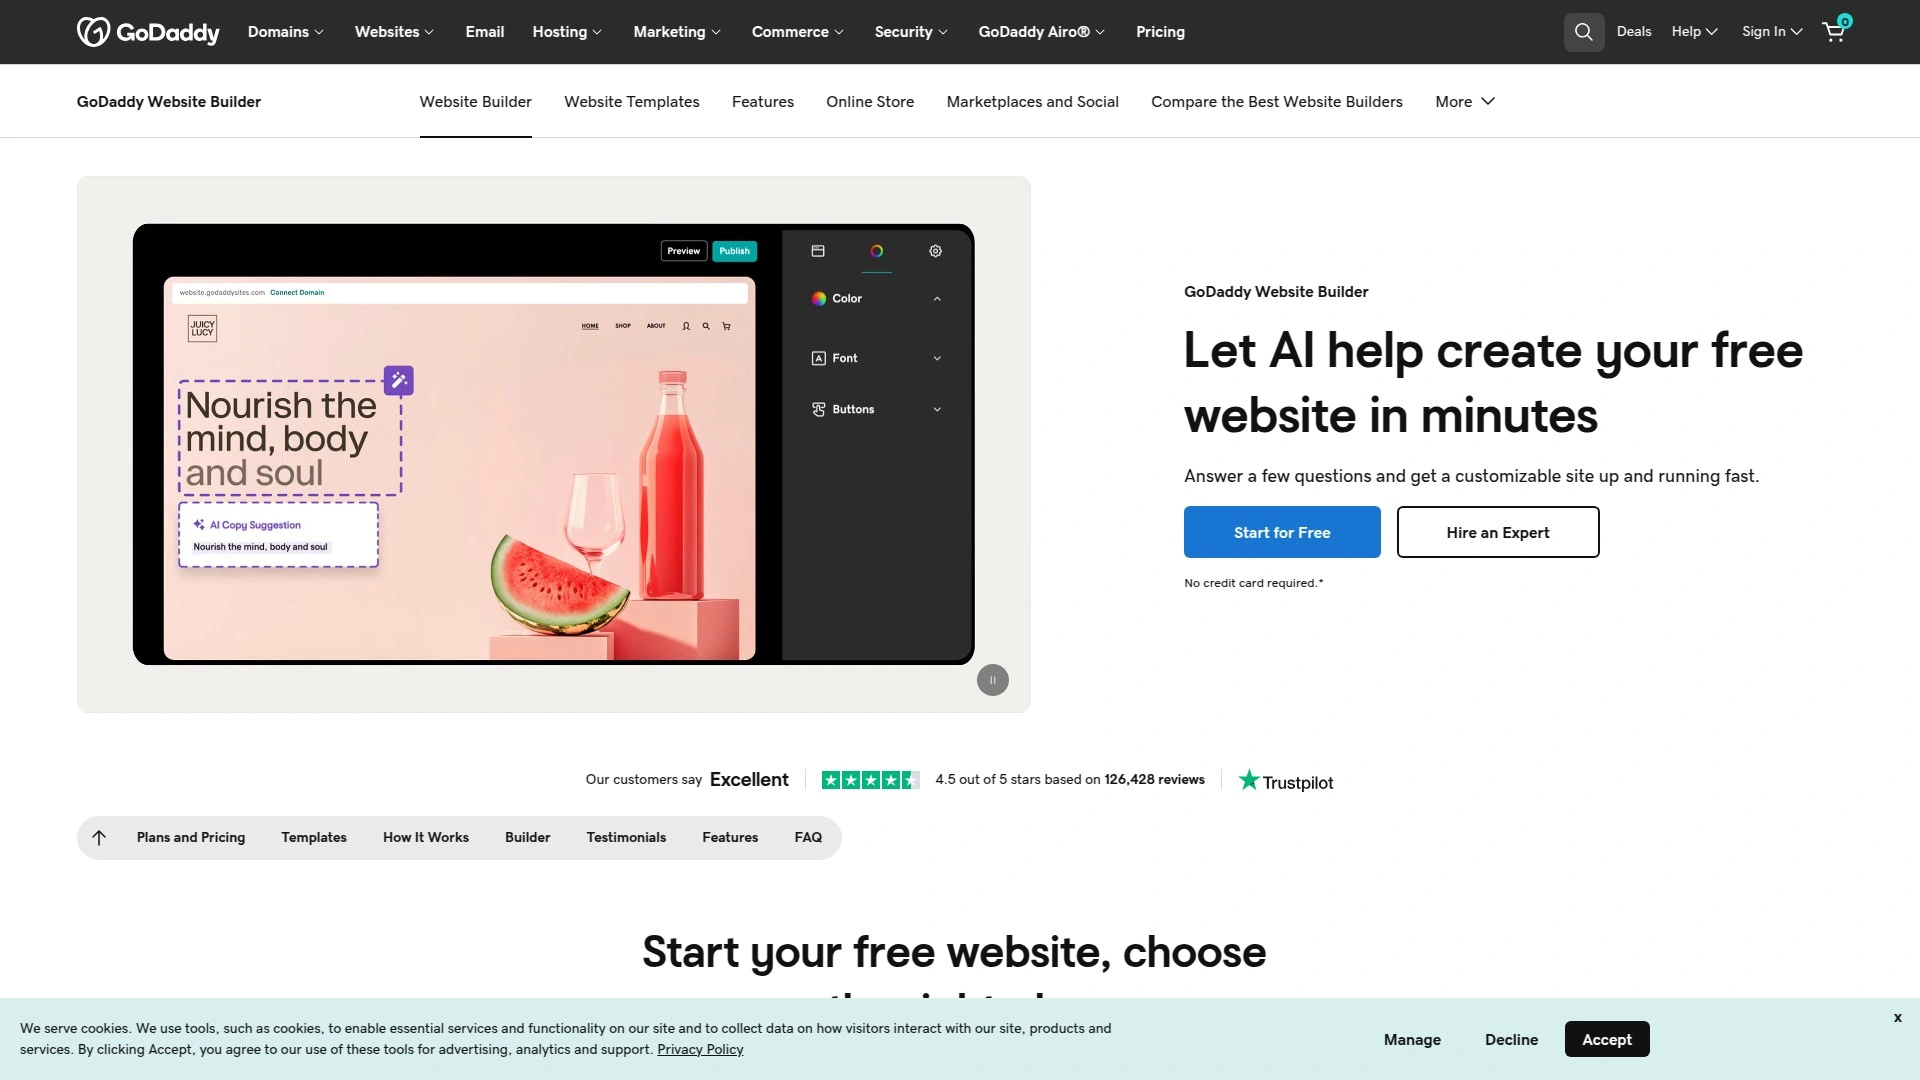 GoDaddy
Domains
Websites
Email
Hosting
Marketing
Commerce
Security
GoDaddy Airo®
Pricing
Deals
Help
Sign In
0
GoDaddy Website Builder
Website Builder
Website Templates
Features
Online Store
Marketplaces and Social
Compare the Best Website Builders
More
Preview
Publish
website.godaddysites.com Connect Domain
JUICY
LUCY
HOME
SHOP
ABOUT
Nourish the
mind, body
and soul
AI Copy Suggestion
Nourish the mind, body and soul
Color
A
Font
Buttons
GoDaddy Website Builder
Let AI help create your free
website in minutes
Answer a few questions and get a customizable site up and running fast.
Start for Free
Hire an Expert
No credit card required.*
Our customers say Excellent
4.5 out of 5 stars based on 126,428 reviews
Trustpilot
Plans and Pricing
Templates
How It Works
Builder
Testimonials
Features
FAQ
Start your free website, choose
We serve cookies. We use tools, such as cookies, to enable essential services and functionality on our site and to collect data on how visitors interact with our site, products and
services. By clicking Accept, you agree to our use of these tools for advertising, analytics and support. Privacy Policy
Manage
Decline
Accept
x